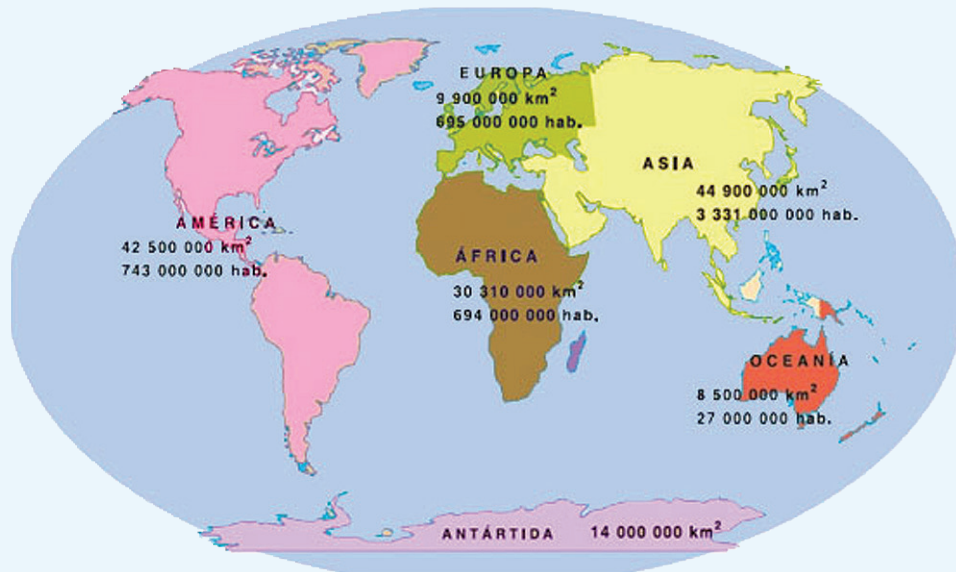 EUROPA
9 900 000 km²
695 000 000 hab.
ASIA
44 900 000 km²
3 331 000 000 hab.
AMÉRICA
42 500 000 km²
743 000 000 hab.
ÁFRICA
30 310 000 km²
694 000 000 hab.
OCEANÍA
8 500 000 km²
27 000 000 hab.
ANTÁRTIDA 14 000 000 km²